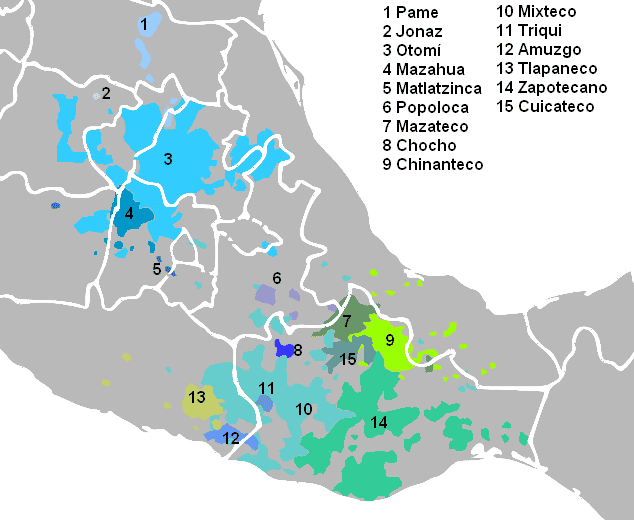 1 Pame
2 Jonaz
3 Otomí
4 Mazahua
5 Matlatzinca
6 Popoloca
7 Mazateco
8 Chocho
9 Chinanteco
10 Mixteco
11 Triqui
12 Amuzgo
13 Tlapaneco
14 Zapotecano
15 Cuicateco
1
2
3
4
5
6
7
8
9
15
11
13
10
14
12